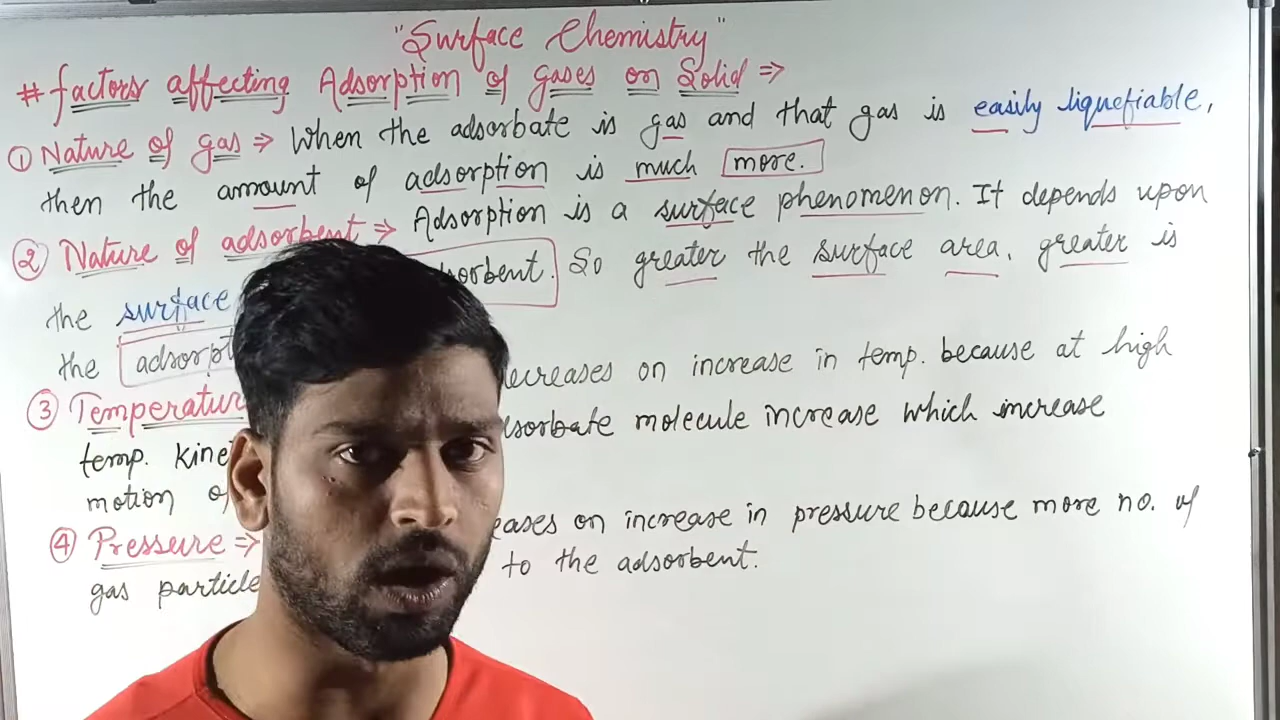 "Surface Chemistry"
# factors affecting Adsorption of gases on Solid ⇒
① Nature of gas ⇒ When the adsorbate is gas and that gas is easily liquefiable,
then the amount of adsorption is much more.
② Nature of adsorbent ⇒ Adsorption is a surface phenomenon. It depends upon
the surface sorbent. So greater the surface area, greater is
the adsorpt
③ Temperatur ecreases on increase in temp. because at high
temp. kine sorbate molecule increase which increase
motion of
④ Pressure ⇒ eases on increase in pressure because more no. of
gas particle to the adsorbent.